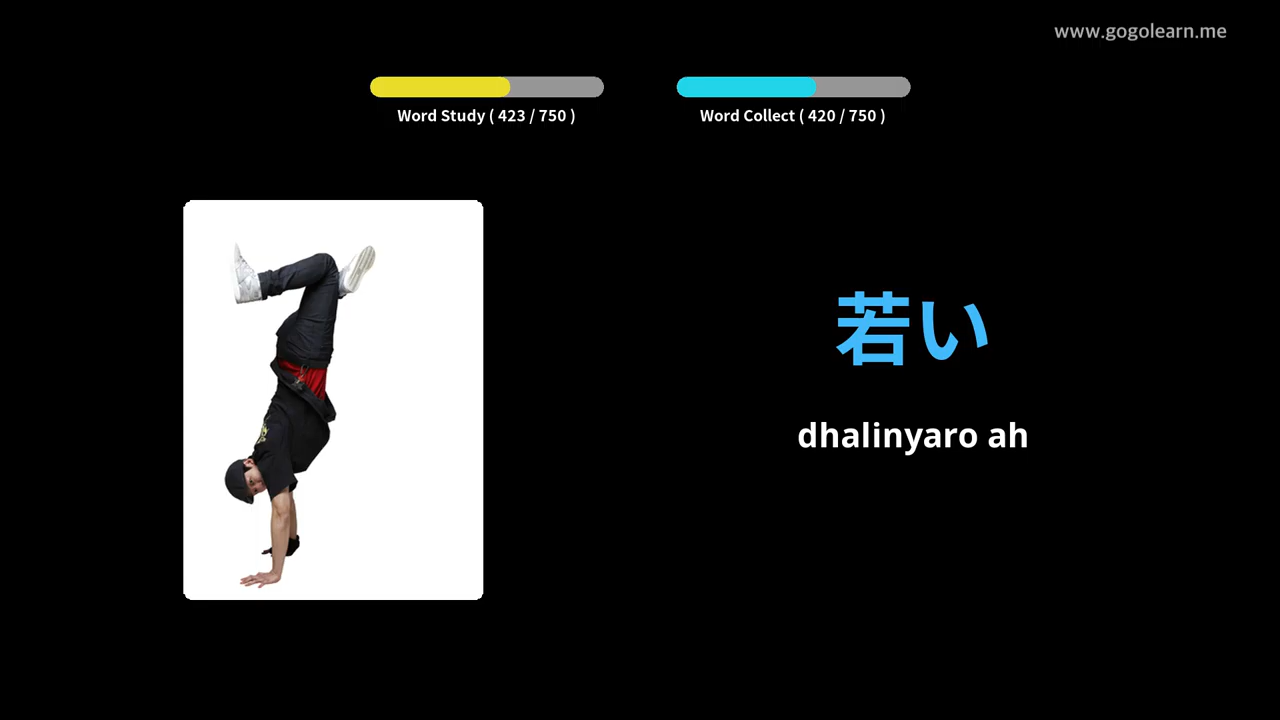 www.gogolearn.me
Word Study ( 423 / 750 )
Word Collect ( 420 / 750 )
若い
dhalinyaro ah